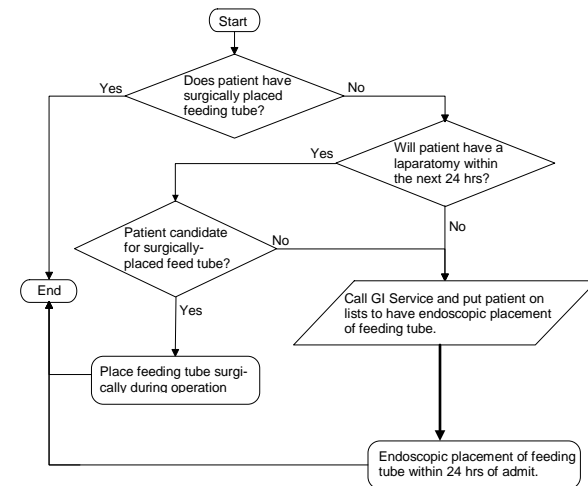 Start
Does patient have
surgically placed
feeding tube?
Yes
No
Will patient have a
laparatomy within
the next 24 hrs?
Yes
No
Patient candidate
for surgically-
placed feed tube?
No
Yes
End
Call GI Service and put patient on
lists to have endoscopic placement
of feeding tube.
Place feeding tube surgi-
cally during operation
Endoscopic placement of feeding
tube within 24 hrs of admit.